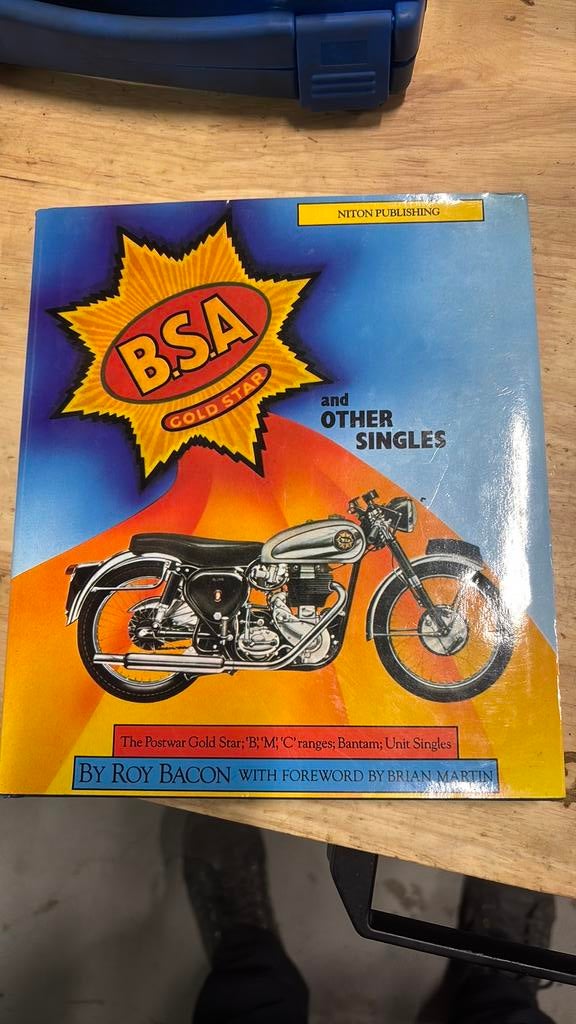 NITON PUBLISHING
B.S.A
GOLD STAR
and
OTHER
SINGLES
The Postwar Gold Star; 'B', 'M', 'C' ranges; Bantam; Unit Singles
BY ROY BACON WITH FOREWORD BY BRIAN MARTIN